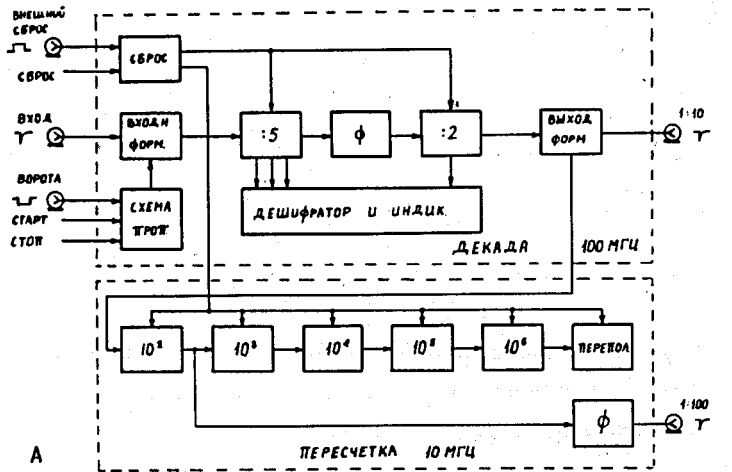 ВНЕШНИЙ
СБРОС
СБРОС
СБРОС
ВХОД
ВХОДН
ФОРМ.
:5
Ф
:2
ВЫХОД
ФОРМ
1:10
ВОРОТА
СТАРТ
СТОП
СХЕМА
ПРОП
ДЕШИФРАТОР И ИНДИК.
ДЕКАДА 100 МГЦ
10²
10³
10⁴
10⁵
10⁶
ПЕРЕПОЛ
Ф
1:100
А
ПЕРЕСЧЕТКА 10 МГЦ